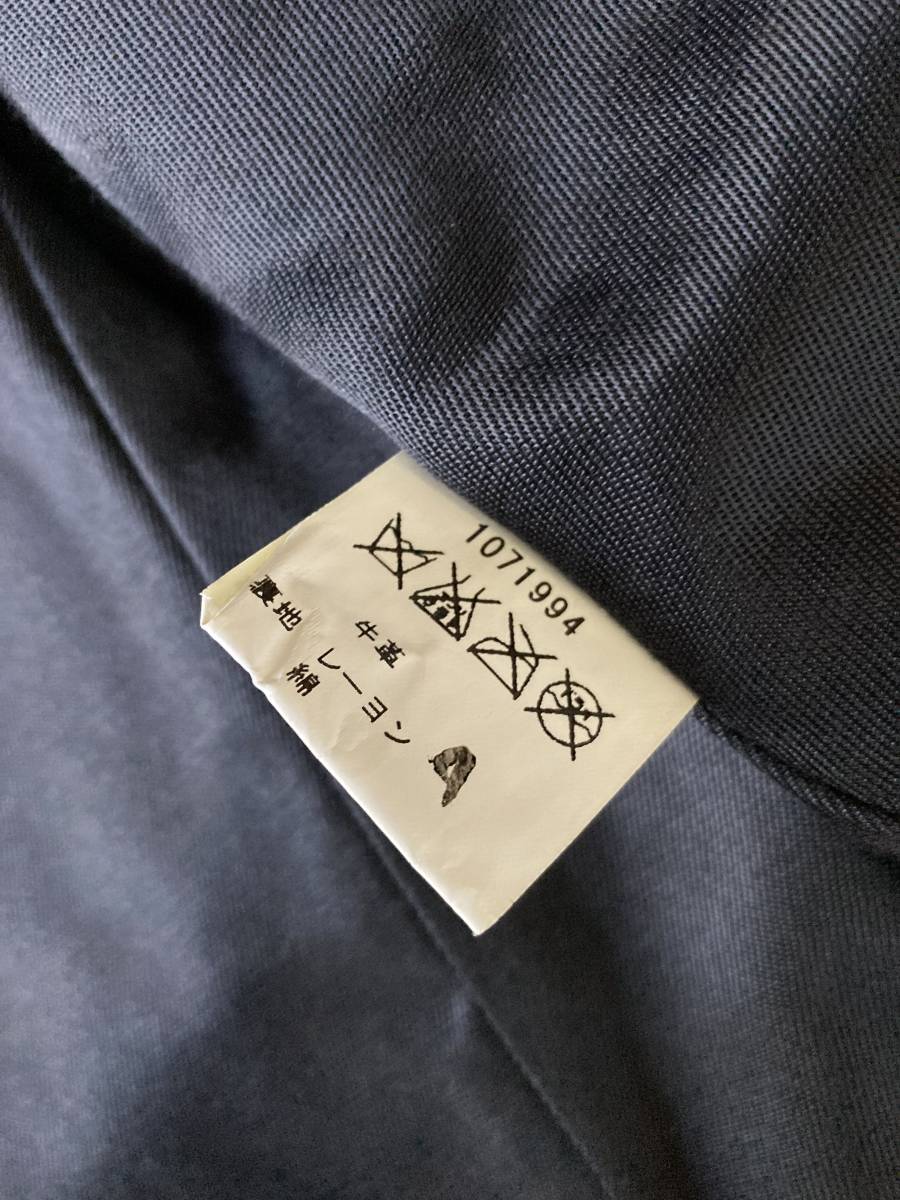 1071994
牛革
裏地 レーヨン
綿